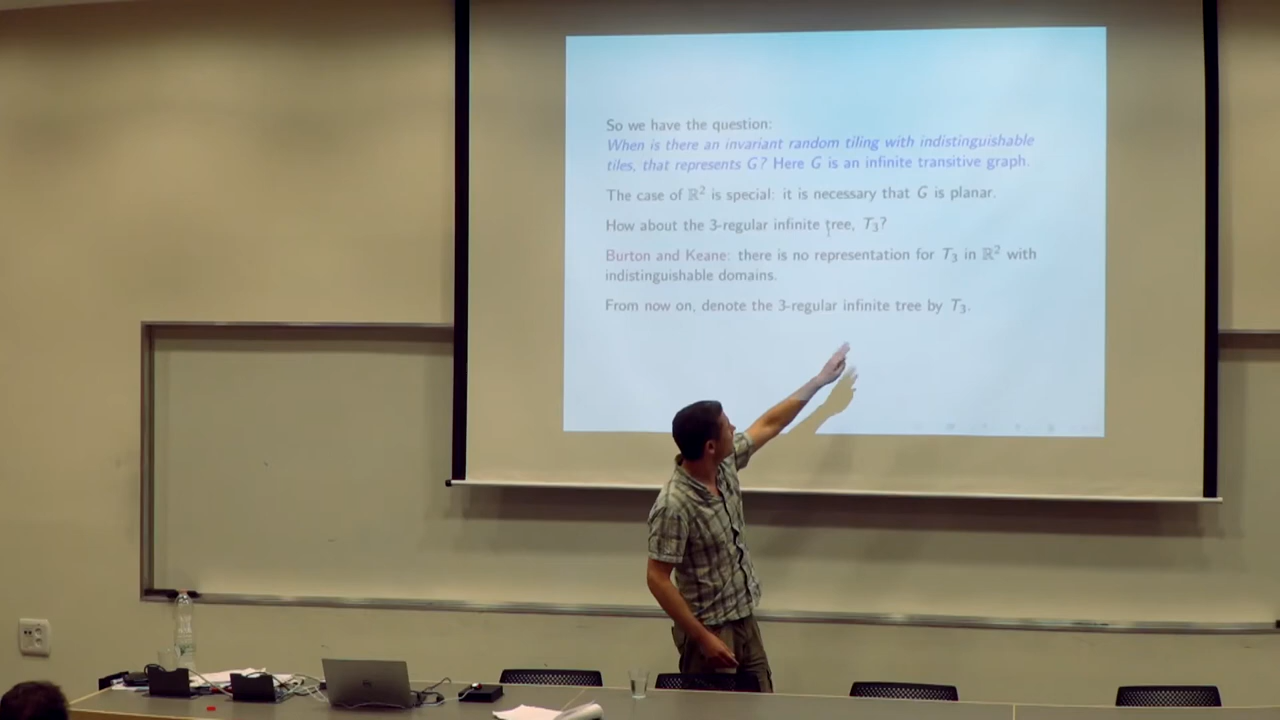 So we have the question:
When is there an invariant random tiling with indistinguishable
tiles, that represents G? Here G is an infinite transitive graph.
The case of ℝ² is special: it is necessary that G is planar.
How about the 3-regular infinite tree, T₃?
Burton and Keane: there is no representation for T₃ in ℝ² with
indistinguishable domains.
From now on, denote the 3-regular infinite tree by T₃.